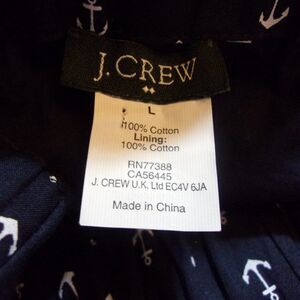 J.CREW
L
100% Cotton
Lining:
100% Cotton
RN77388
CA56445
J. CREW U.K. Ltd EC4V 6JA
Made in China